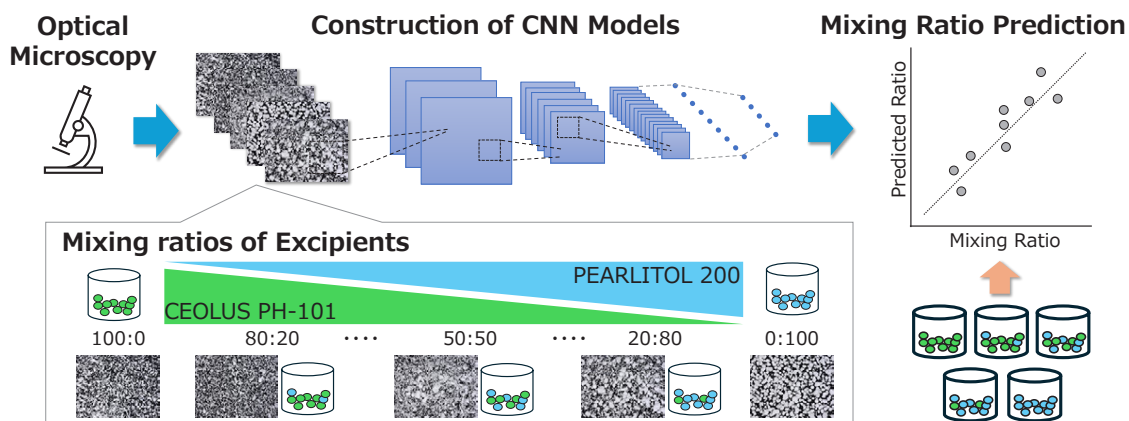 Optical
Microscopy
Construction of CNN Models
Mixing Ratio Prediction
Predicted Ratio
Mixing Ratio
Mixing ratios of Excipients
PEARLITOL 200
CEOLUS PH-101
100:0 80:20 ···· 50:50 ···· 20:80 0:100